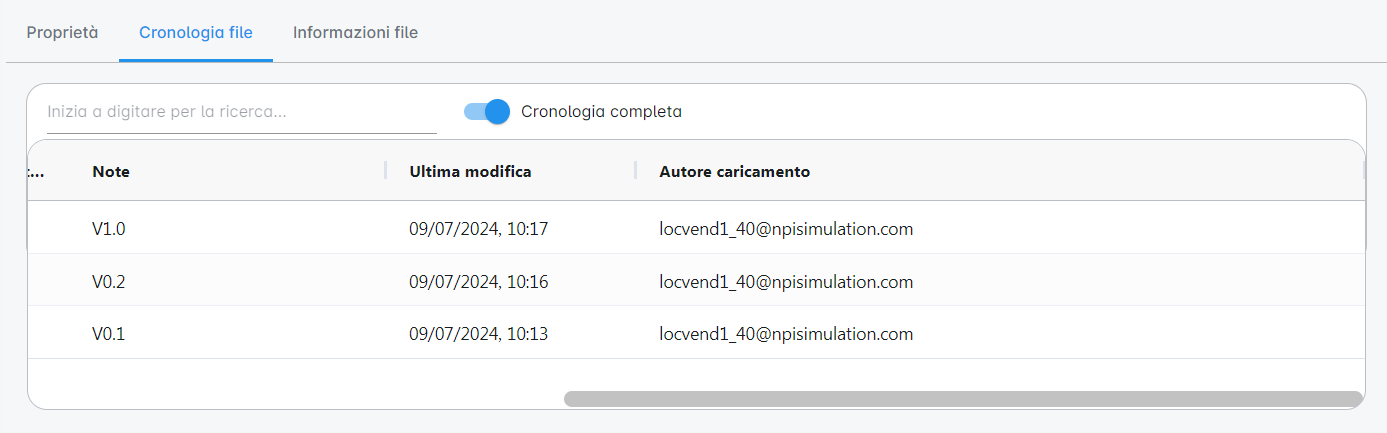 Proprietà Cronologia file Informazioni file
Inizia a digitare per la ricerca... Cronologia completa
Note Ultima modifica Autore caricamento
V1.0 09/07/2024, 10:17 locvend1_40@npisimulation.com
V0.2 09/07/2024, 10:16 locvend1_40@npisimulation.com
V0.1 09/07/2024, 10:13 locvend1_40@npisimulation.com